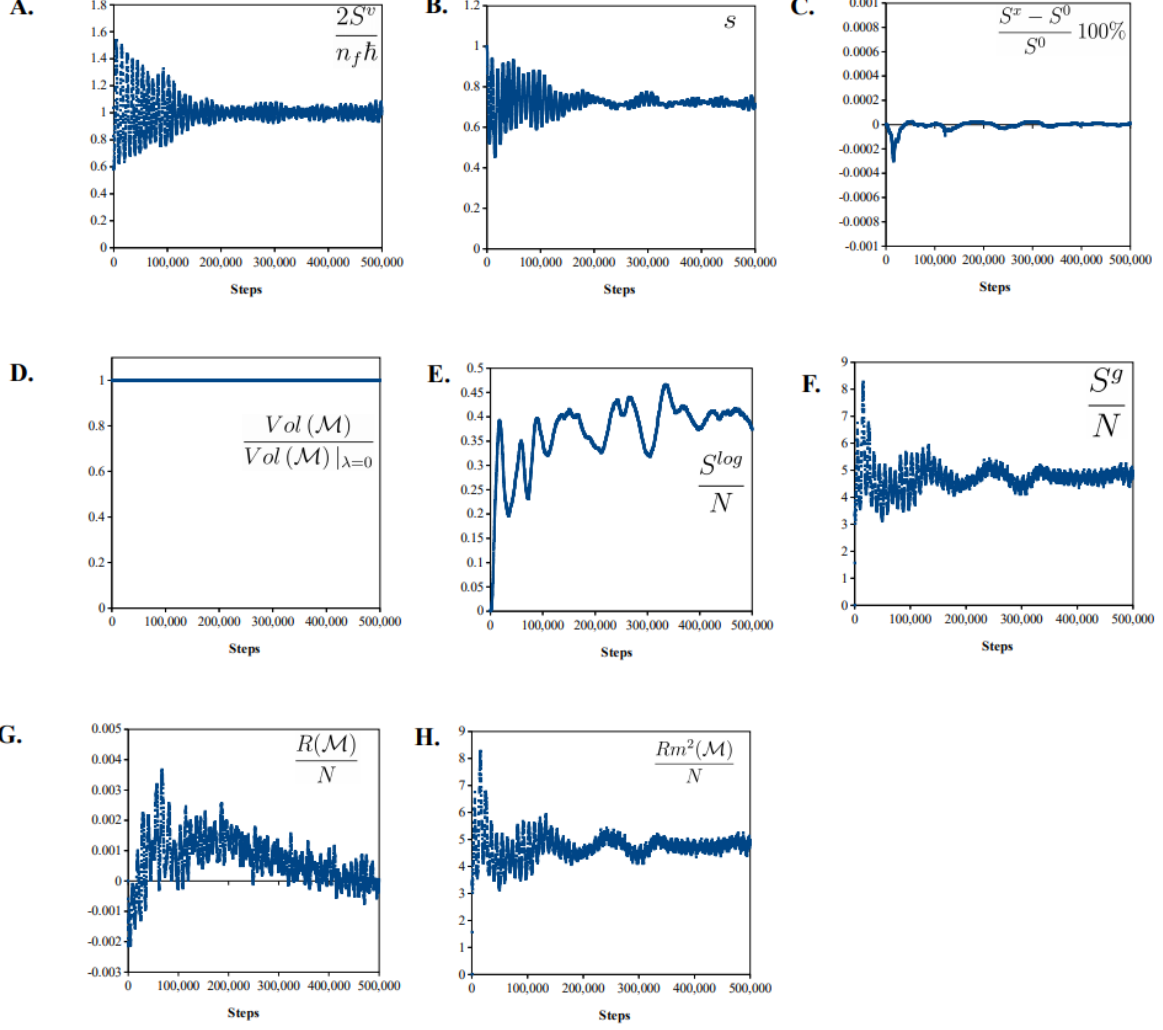 A.
1.8
1.6
1.4
1.2
1
0.8
0.6
0.4
0.2
0
2S^v
n_f ħ
0 100,000 200,000 300,000 400,000 500,000
Steps
B.
1.2
1
0.8
0.6
0.4
0.2
0
s
0 100,000 200,000 300,000 400,000 500,000
Steps
C.
0.001
0.0008
0.0006
0.0004
0.0002
0
-0.0002
-0.0004
-0.0006
-0.0008
-0.001
S^x − S^0
S^0
100%
0 100,000 200,000 300,000 400,000 500,000
Steps
D.
1
0.8
0.6
0.4
0.2
0
Vol (ℳ)
Vol (ℳ) |_λ=0
0 100,000 200,000 300,000 400,000 500,000
Steps
E.
0.5
0.45
0.4
0.35
0.3
0.25
0.2
0.15
0.1
0.05
0
S^log
N
0 100,000 200,000 300,000 400,000 500,000
Steps
F.
9
8
7
6
5
4
3
2
1
0
S^g
N
0 100,000 200,000 300,000 400,000 500,000
Steps
G.
0.005
0.004
0.003
0.002
0.001
0
-0.001
-0.002
-0.003
R(ℳ)
N
0 100,000 200,000 300,000 400,000 500,000
Steps
H.
9
8
7
6
5
4
3
2
1
0
Rm²(ℳ)
N
0 100,000 200,000 300,000 400,000 500,000
Steps